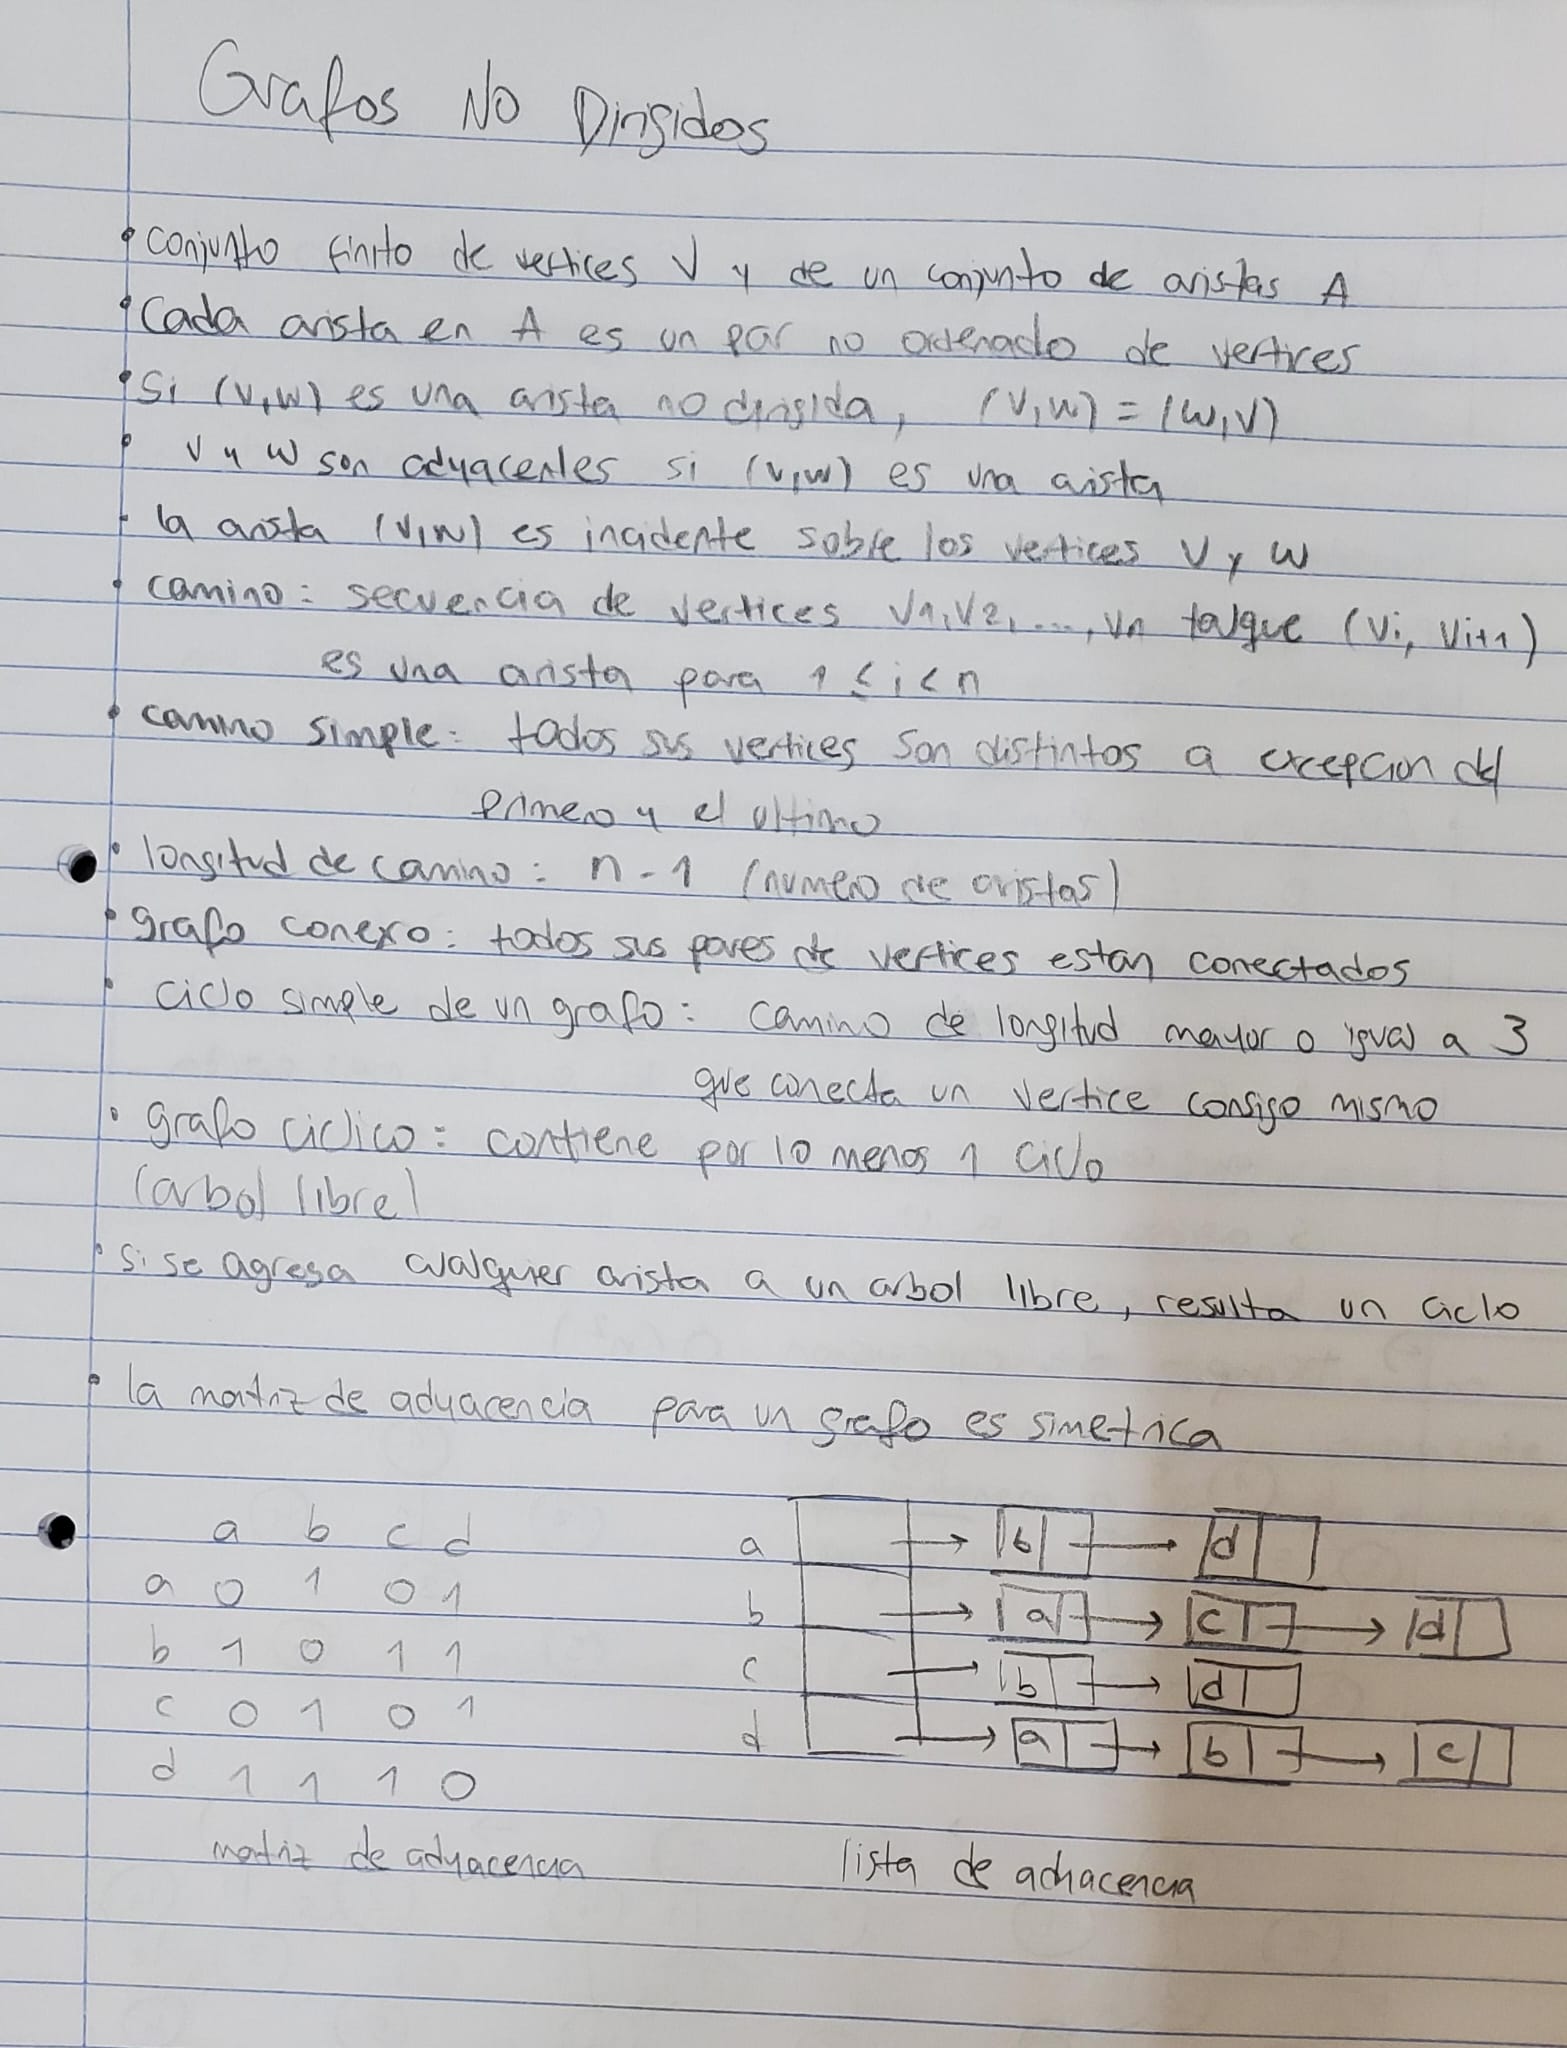 Grafos No Dirigidos
• conjunto finito de vertices V y de un conjunto de aristas A
• Cada arista en A es un par no ordenado de vertices
• Si (v,w) es una arista no dirigida, (v,w) = (w,v)
• v y w son adyacentes si (v,w) es una arista
• la arista (v,w) es incidente sobre los vertices v y w
• camino: secuencia de vertices v1, v2, ..., vn talque (vi, vi+1)
es una arista para 1 ≤ i < n
• camino simple: todos sus vertices son distintos a excepcion del
primero y el ultimo
• longitud de camino: n - 1 (numero de aristas)
• grafo conexo: todos sus pares de vertices estan conectados
• ciclo simple de un grafo: camino de longitud mayor o igual a 3
que conecta un vertice consigo mismo
• grafo ciclico: contiene por lo menos 1 ciclo
(arbol libre)
• si se agrega cualquier arista a un arbol libre, resulta un ciclo
• la matriz de adyacencia para un grafo es simetrica
a b c d
a 0 1 0 1
b 1 0 1 1
c 0 1 0 1
d 1 1 1 0
matriz de adyacencia
a → b → d
b → a → c → d
c → b → d
d → a → b → c
lista de adyacencia